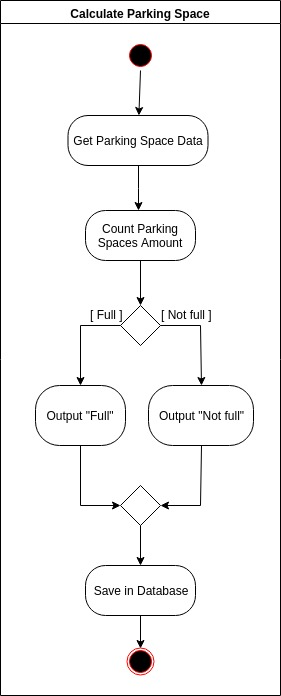 Calculate Parking Space
Get Parking Space Data
Count Parking
Spaces Amount
[ Full ]
[ Not full ]
Output "Full"
Output "Not full"
Save in Database